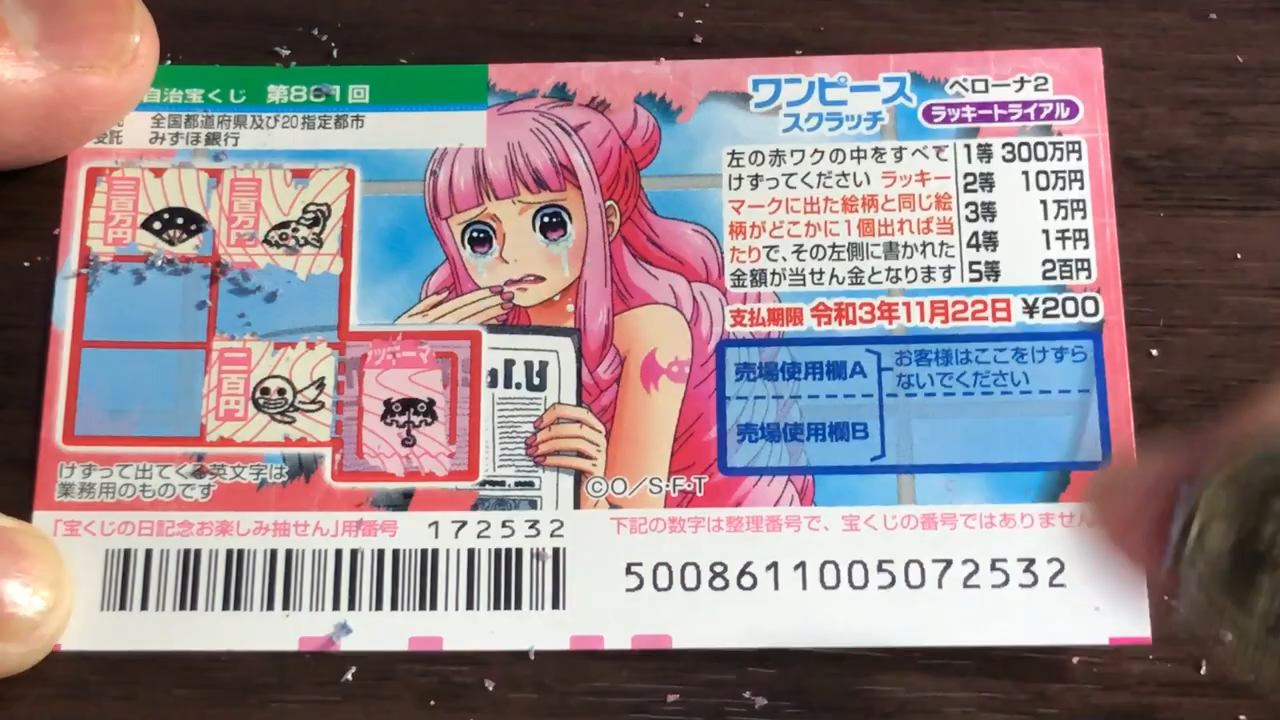 自治宝くじ 第861回
全国都道府県及び20指定都市
受託 みずほ銀行
三百万円
三百万円
二百円
ラッキーマ
けずって出てくる英文字は
業務用のものです
ワンピース
スクラッチ
ペローナ2
ラッキートライアル
左の赤ワクの中をすべて
けずってください ラッキー
マークに出た絵柄と同じ絵
柄がどこかに1個出れば当
たりで、その左側に書かれた
金額が当せん金となります
1等 300万円
2等 10万円
3等 1万円
4等 1千円
5等 2百円
支払期限 令和3年11月22日 ¥200
売場使用欄A
お客様はここをけずら
ないでください
売場使用欄B
©O/S・F・T
「宝くじの日記念お楽しみ抽せん」用番号 172532
下記の数字は整理番号で、宝くじの番号ではありません
5008611005072532